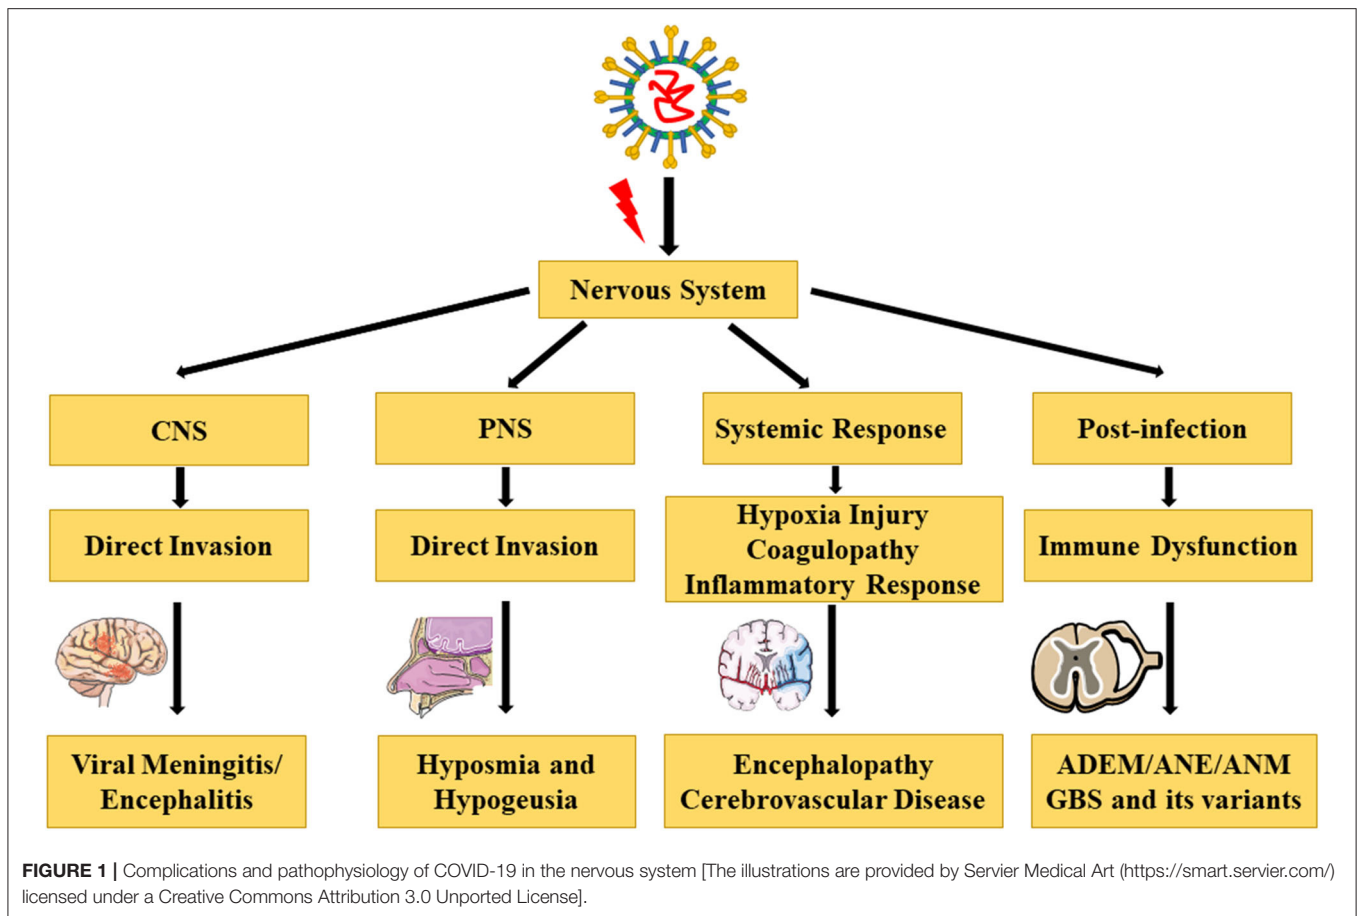 Nervous System
CNS
PNS
Systemic Response
Post-infection
Direct Invasion
Direct Invasion
Hypoxia Injury
Coagulopathy
Inflammatory Response
Immune Dysfunction
Viral Meningitis/
Encephalitis
Hyposmia and
Hypogeusia
Encephalopathy
Cerebrovascular Disease
ADEM/ANE/ANM
GBS and its variants
FIGURE 1 | Complications and pathophysiology of COVID-19 in the nervous system [The illustrations are provided by Servier Medical Art (https://smart.servier.com/)
licensed under a Creative Commons Attribution 3.0 Unported License].